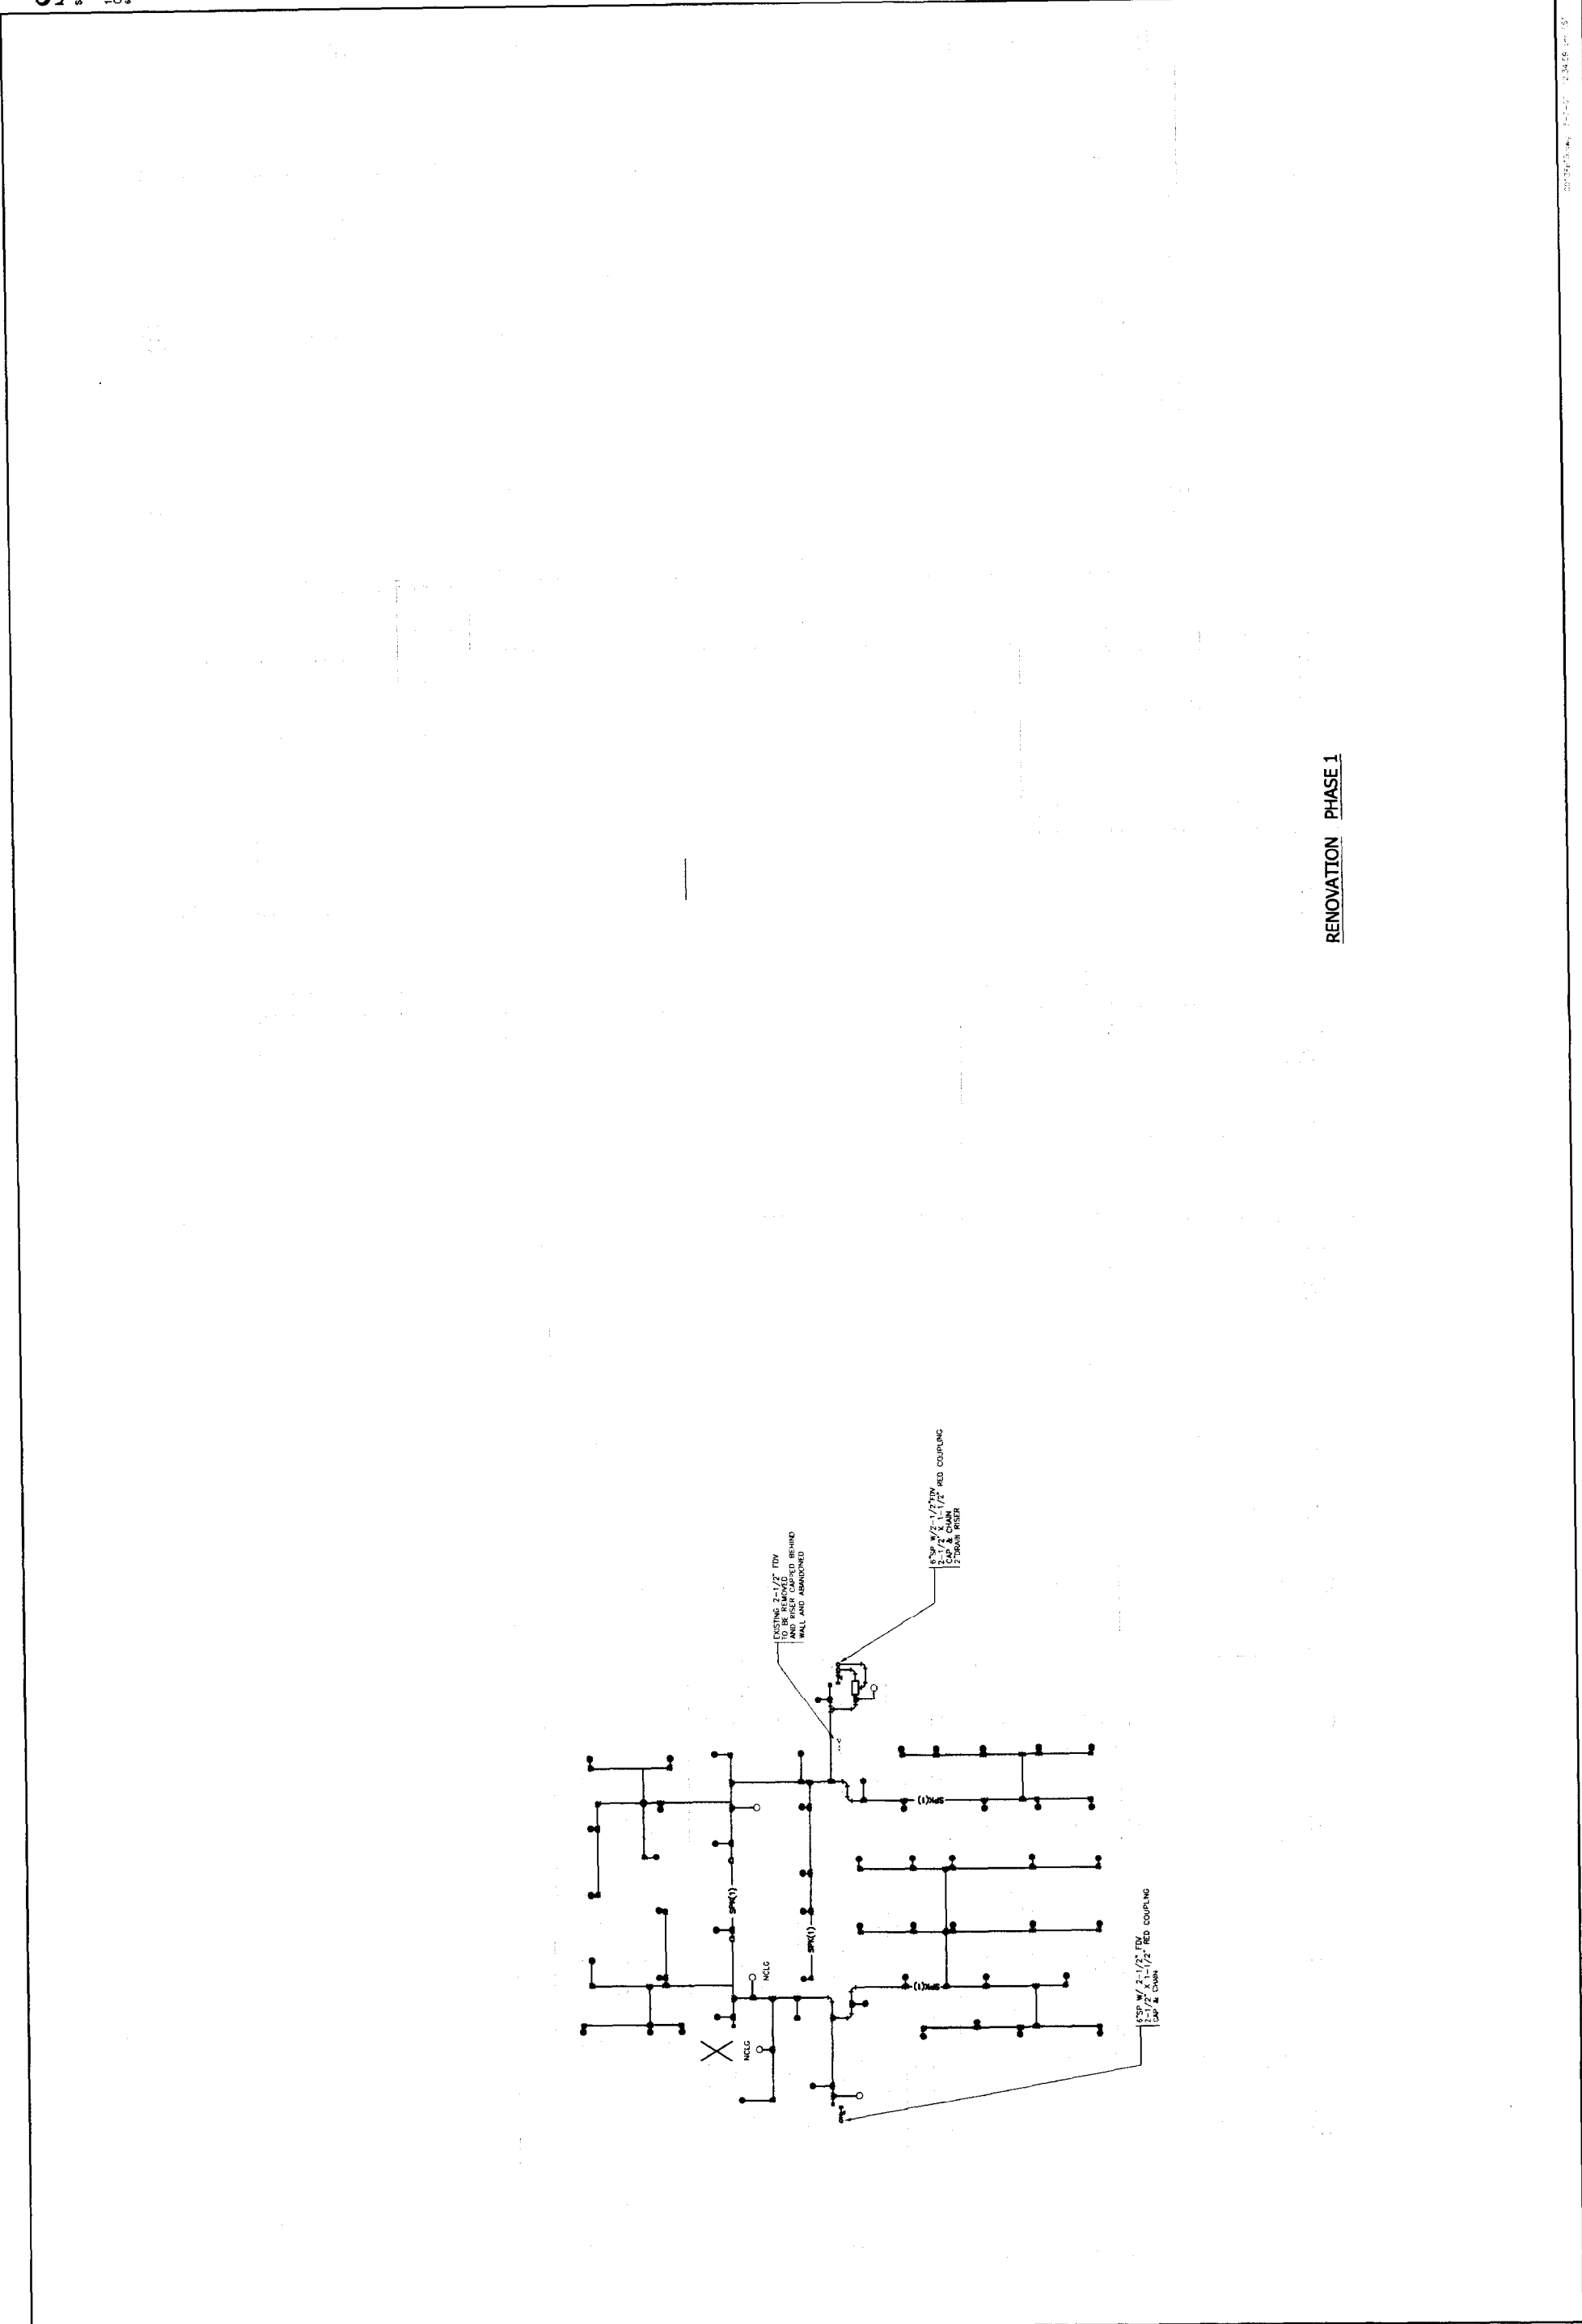 EXISTING 2-1/2" FDV
TO BE REMOVED
AND RISER CAPPED BEHIND
WALL AND ABANDONED
6"SP W/2-1/2"FDV
2-1/2" X 1-1/2" RED COUPLING
CAP & CHAIN
2"DRAIN RISER
SPK(1)
SPK(1)
SPK(1)
SPK(1)
NCLG
NCLG
6"SP W/ 2-1/2" FDV
2-1/2" X 1-1/2" RED COUPLING
CAP & CHAIN
RENOVATION PHASE 1